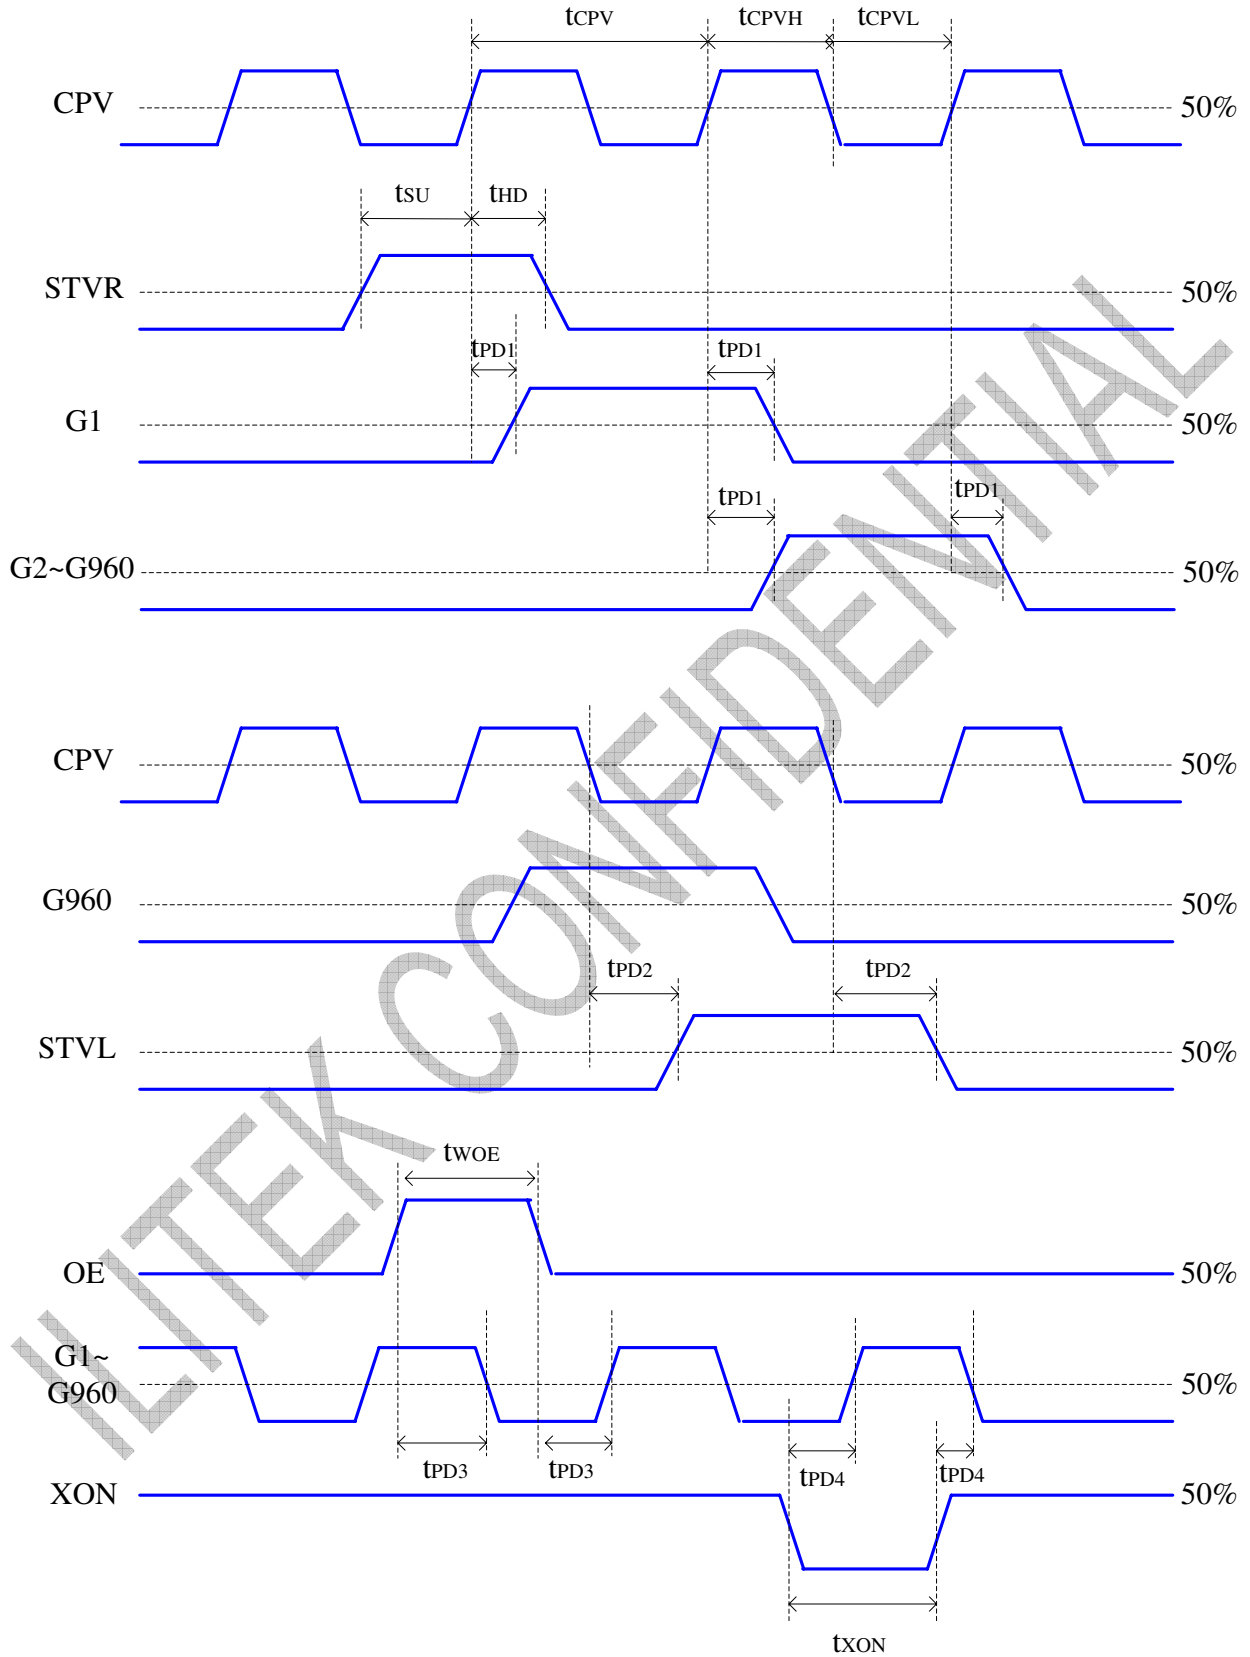 tCPV tCPVH tCPVL
CPV 50%
tSU tHD
STVR 50%
tPD1 tPD1
G1 50%
tPD1 tPD1
G2~G960 50%
CPV 50%
G960 50%
tPD2 tPD2
STVL 50%
tWOE
OE 50%
G1~
G960 50%
tPD3 tPD3 tPD4 tPD4
XON 50%
tXON
ILITEK CONFIDENTIAL